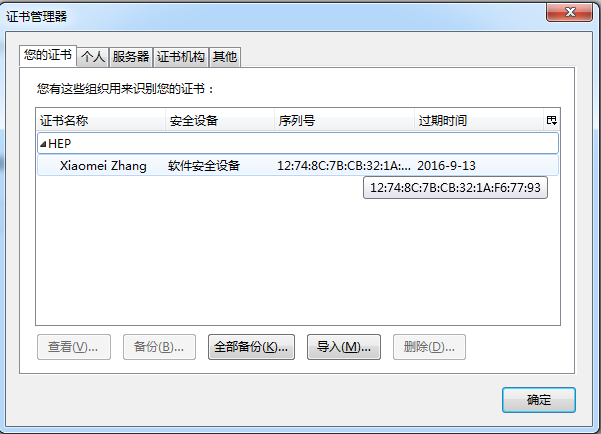 证书管理器
您的证书 个人 服务器 证书机构 其他
您有这些组织用来识别您的证书：
证书名称 安全设备 序列号 过期时间
HEP
Xiaomei Zhang 软件安全设备 12:74:8C:7B:CB:32:1A:... 2016-9-13
12:74:8C:7B:CB:32:1A:F6:77:93
查看(V)... 备份(B)... 全部备份(K)... 导入(M)... 删除(D)...
确定